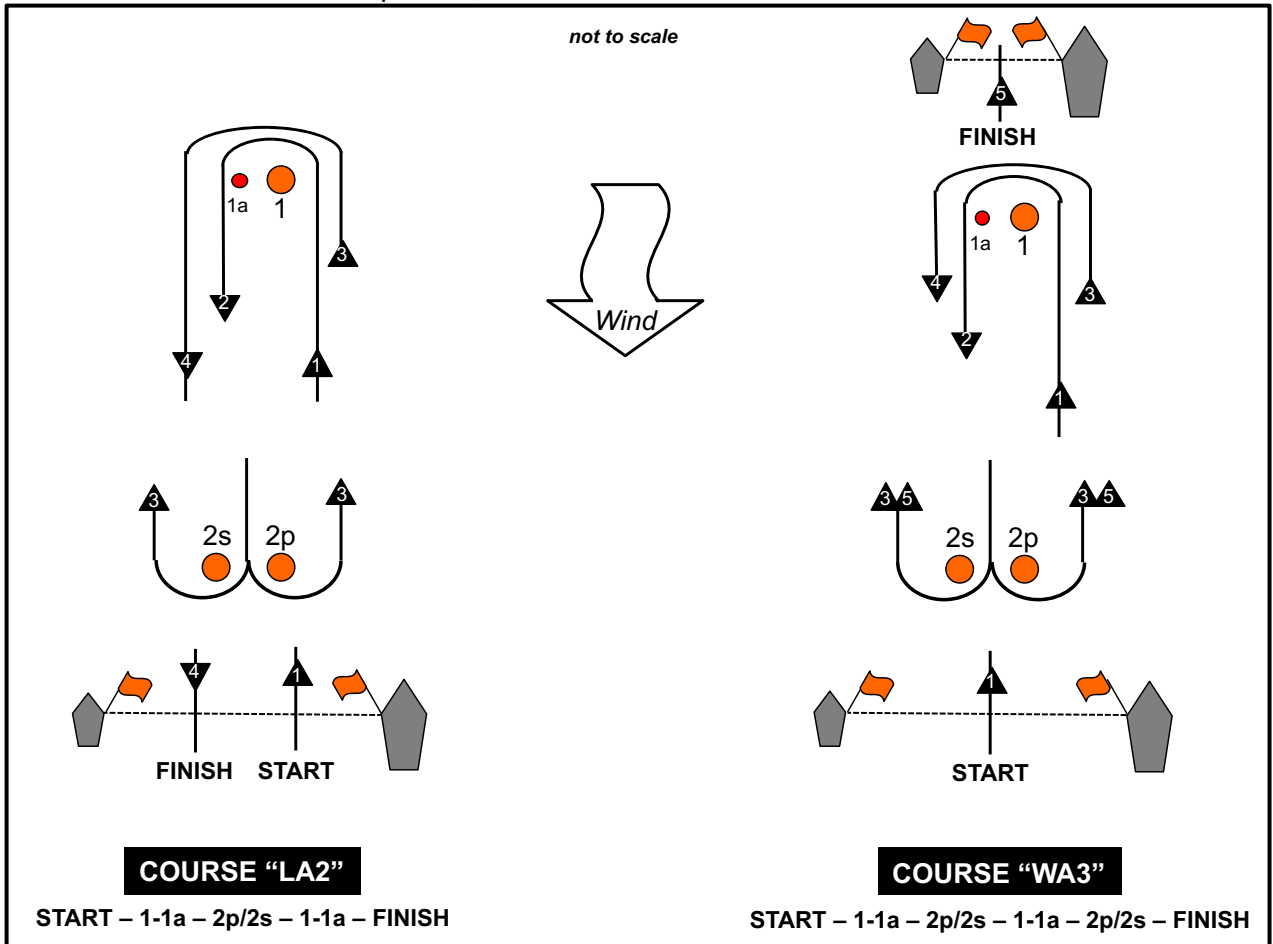 not to scale
5
FINISH
1a 1
3
2
4
1
Wind
1a 1
4
3
2
1
3
3
2s 2p
3 5
3 5
2s 2p
4
1
FINISH START
1
START
COURSE “LA2”
START – 1-1a – 2p/2s – 1-1a – FINISH
COURSE “WA3”
START – 1-1a – 2p/2s – 1-1a – 2p/2s – FINISH